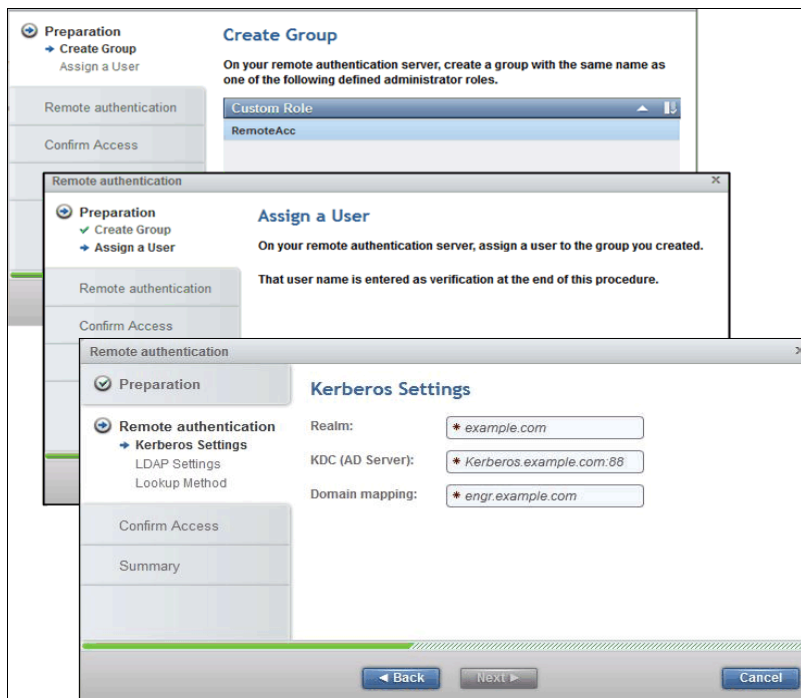 Preparation
Create Group
Assign a User
Remote authentication
Confirm Access
Create Group
On your remote authentication server, create a group with the same name as
one of the following defined administrator roles.
Custom Role
RemoteAcc
Remote authentication
Preparation
Create Group
Assign a User
Remote authentication
Confirm Access
Assign a User
On your remote authentication server, assign a user to the group you created.
That user name is entered as verification at the end of this procedure.
Remote authentication
Preparation
Remote authentication
Kerberos Settings
LDAP Settings
Lookup Method
Confirm Access
Summary
Kerberos Settings
Realm: * example.com
KDC (AD Server): * Kerberos.example.com:88
Domain mapping: * engr.example.com
Back
Next
Cancel